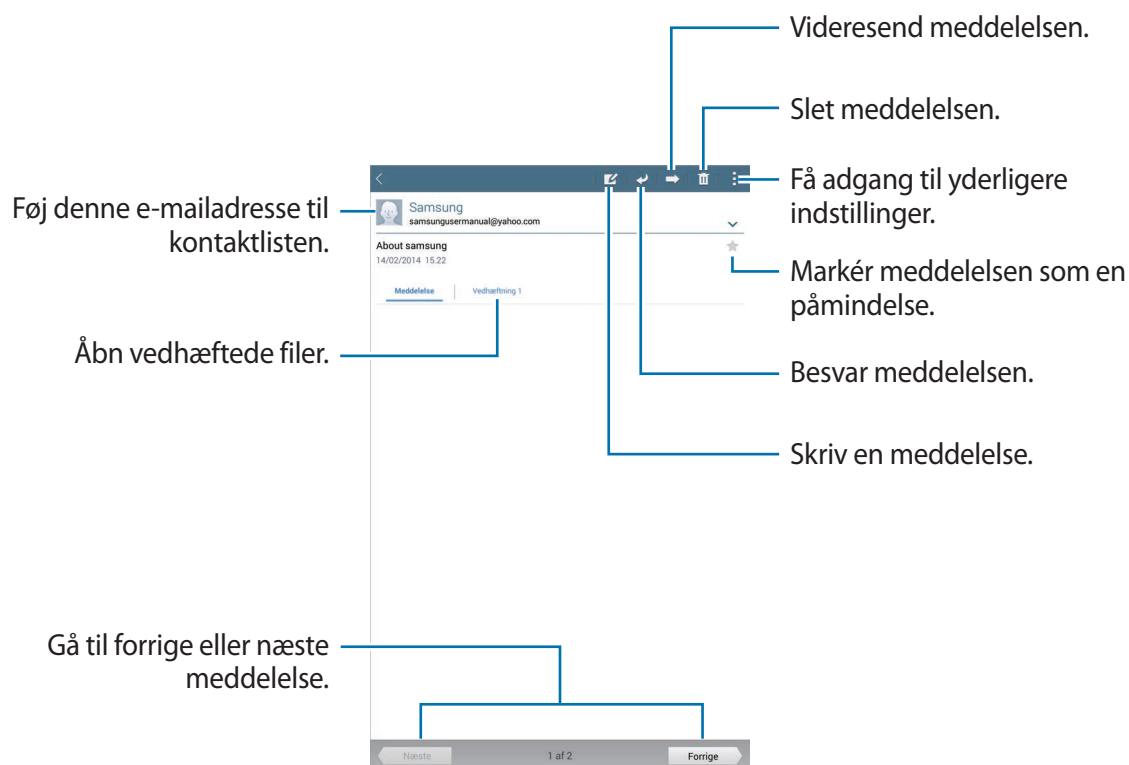 Videresend meddelelsen.
Slet meddelelsen.
Få adgang til yderligere
indstillinger.
Føj denne e-mailadresse til
kontaktlisten.
Samsung
samsungusermanual@yahoo.com
About samsung
14/02/2014 15.22
Markér meddelelsen som en
påmindelse.
Meddelelse
Vedhæftning 1
Åbn vedhæftede filer.
Besvar meddelelsen.
Skriv en meddelelse.
Gå til forrige eller næste
meddelelse.
Næste
1 af 2
Forrige